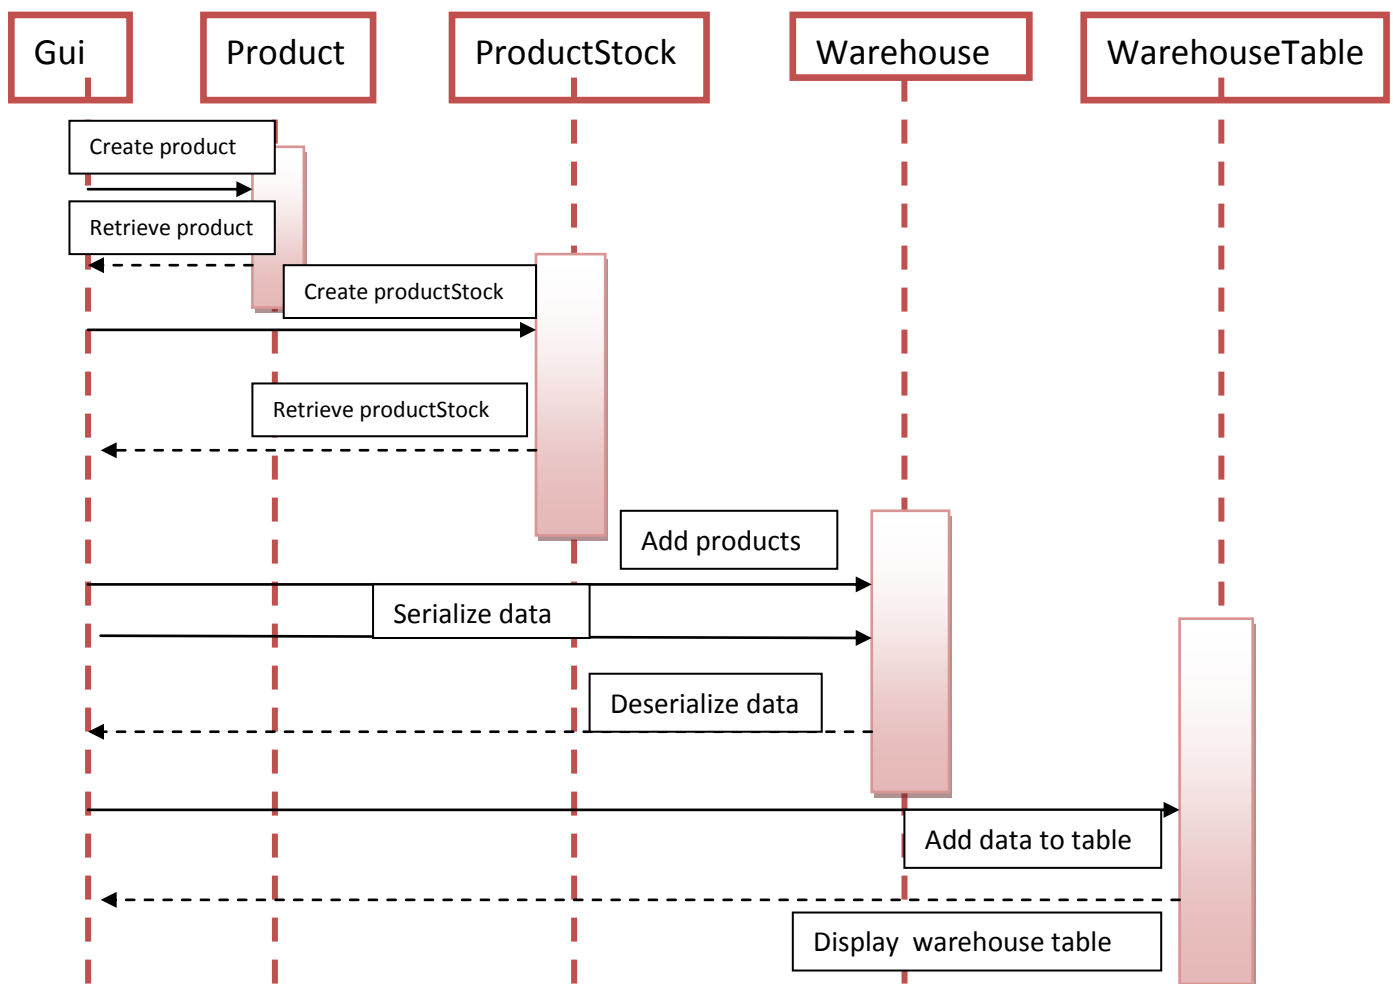 Gui
Product
ProductStock
Warehouse
WarehouseTable
Create product
Retrieve product
Create productStock
Retrieve productStock
Add products
Serialize data
Deserialize data
Add data to table
Display  warehouse table